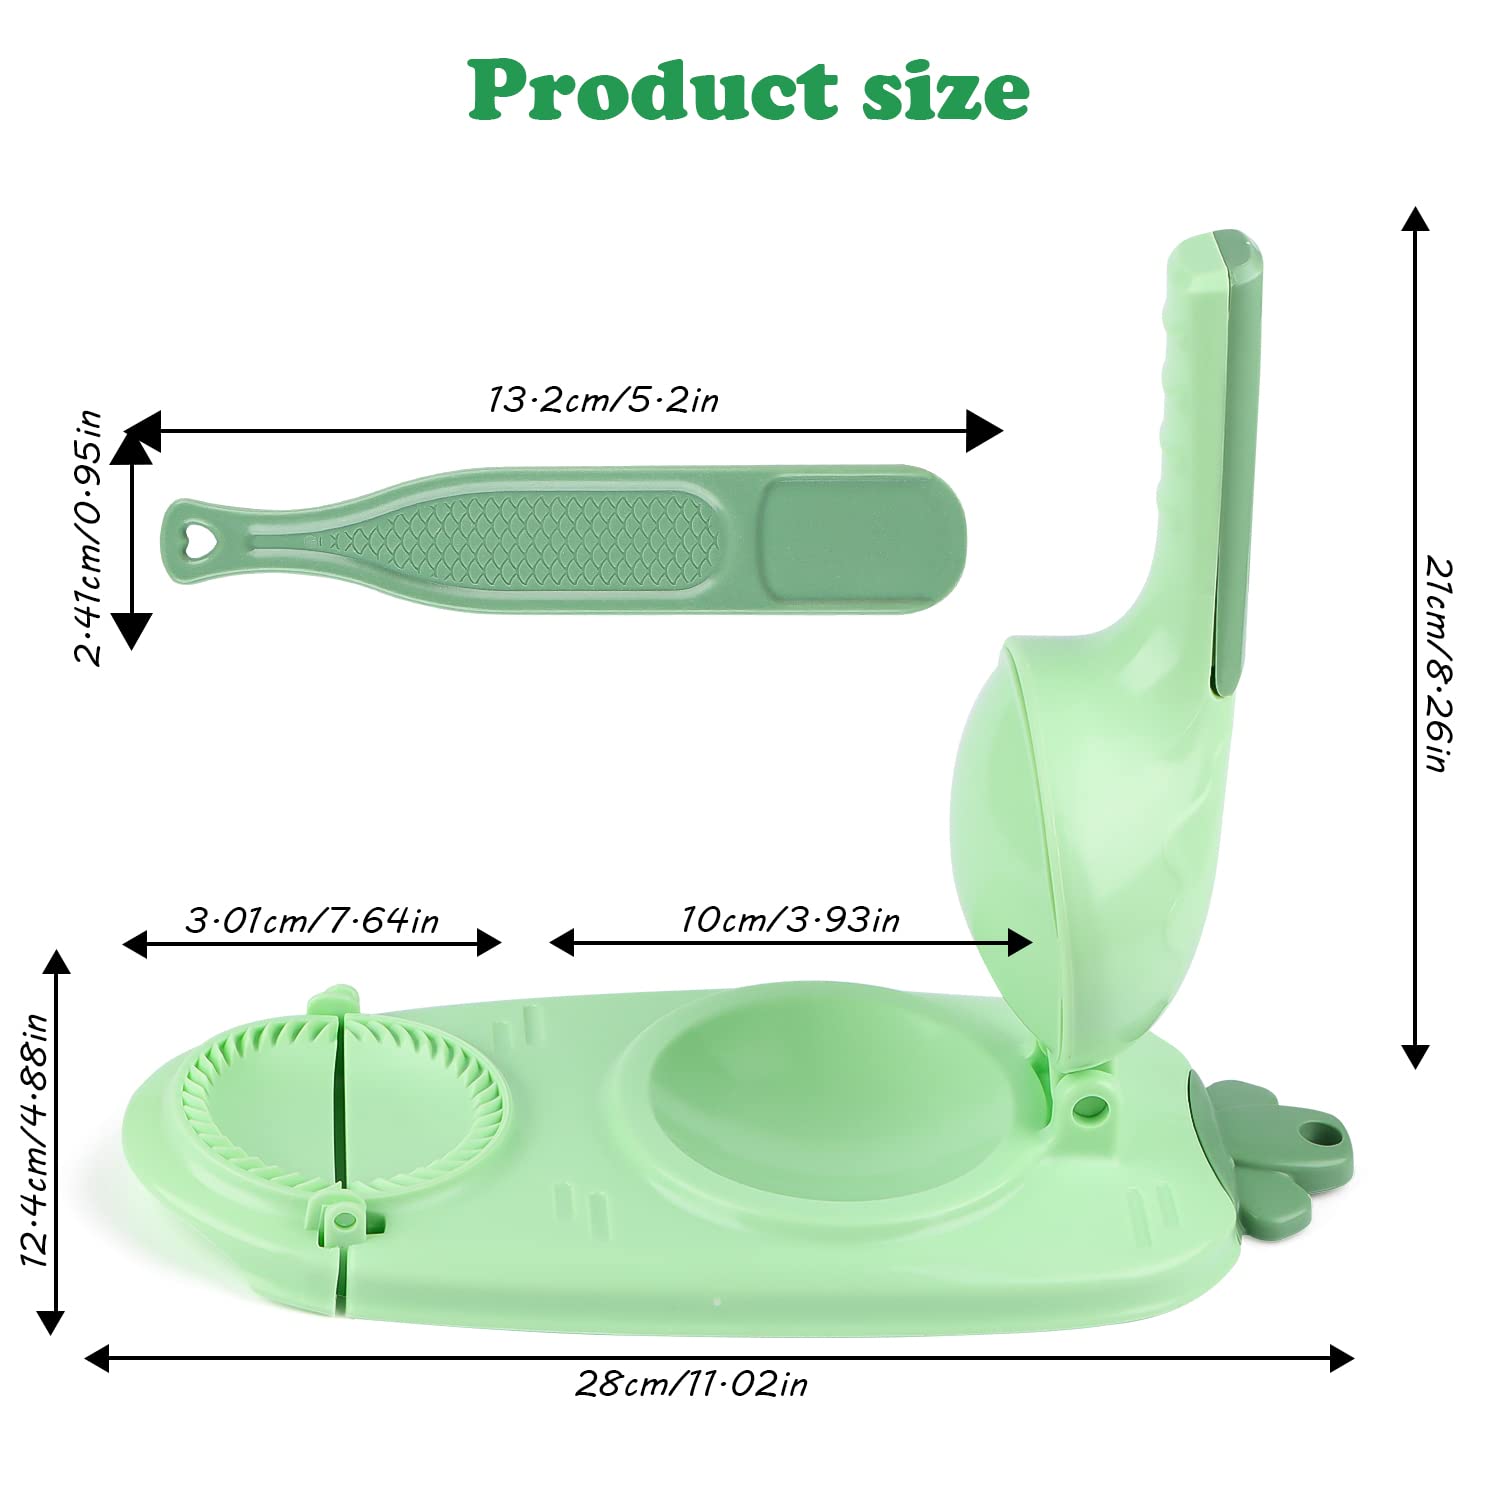 Product size
13.2cm/5.2in
2.41cm/0.95in
21cm/8.26in
3.01cm/7.64in
10cm/3.93in
12.4cm/4.88in
28cm/11.02in